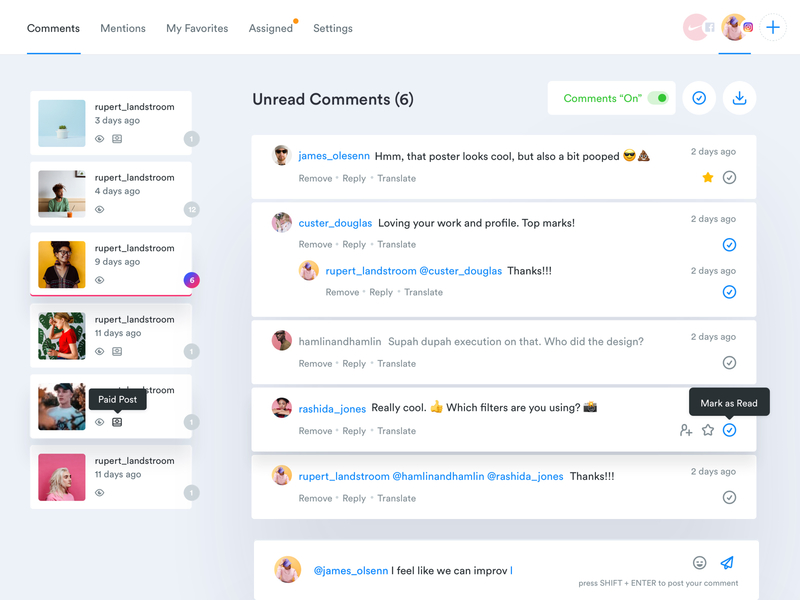 Comments Mentions My Favorites Assigned Settings
rupert_landstroom
3 days ago
1
rupert_landstroom
4 days ago
12
rupert_landstroom
9 days ago
6
rupert_landstroom
11 days ago
1
Paid Post
1
rupert_landstroom
11 days ago
1
Unread Comments (6)
Comments “On”
james_olesenn Hmm, that poster looks cool, but also a bit pooped 😎💩
2 days ago
Remove • Reply • Translate
custer_douglas Loving your work and profile. Top marks!
2 days ago
Remove • Reply • Translate
rupert_landstroom @custer_douglas Thanks!!!
2 days ago
Remove • Reply • Translate
hamlinandhamlin Supah dupah execution on that. Who did the design?
2 days ago
Remove • Reply • Translate
rashida_jones Really cool. 👍 Which filters are you using? 📸
Mark as Read
Remove • Reply • Translate
rupert_landstroom @hamlinandhamlin @rashida_jones Thanks!!!
2 days ago
Remove • Reply • Translate
@james_olsenn I feel like we can improv
press SHIFT + ENTER to post your comment